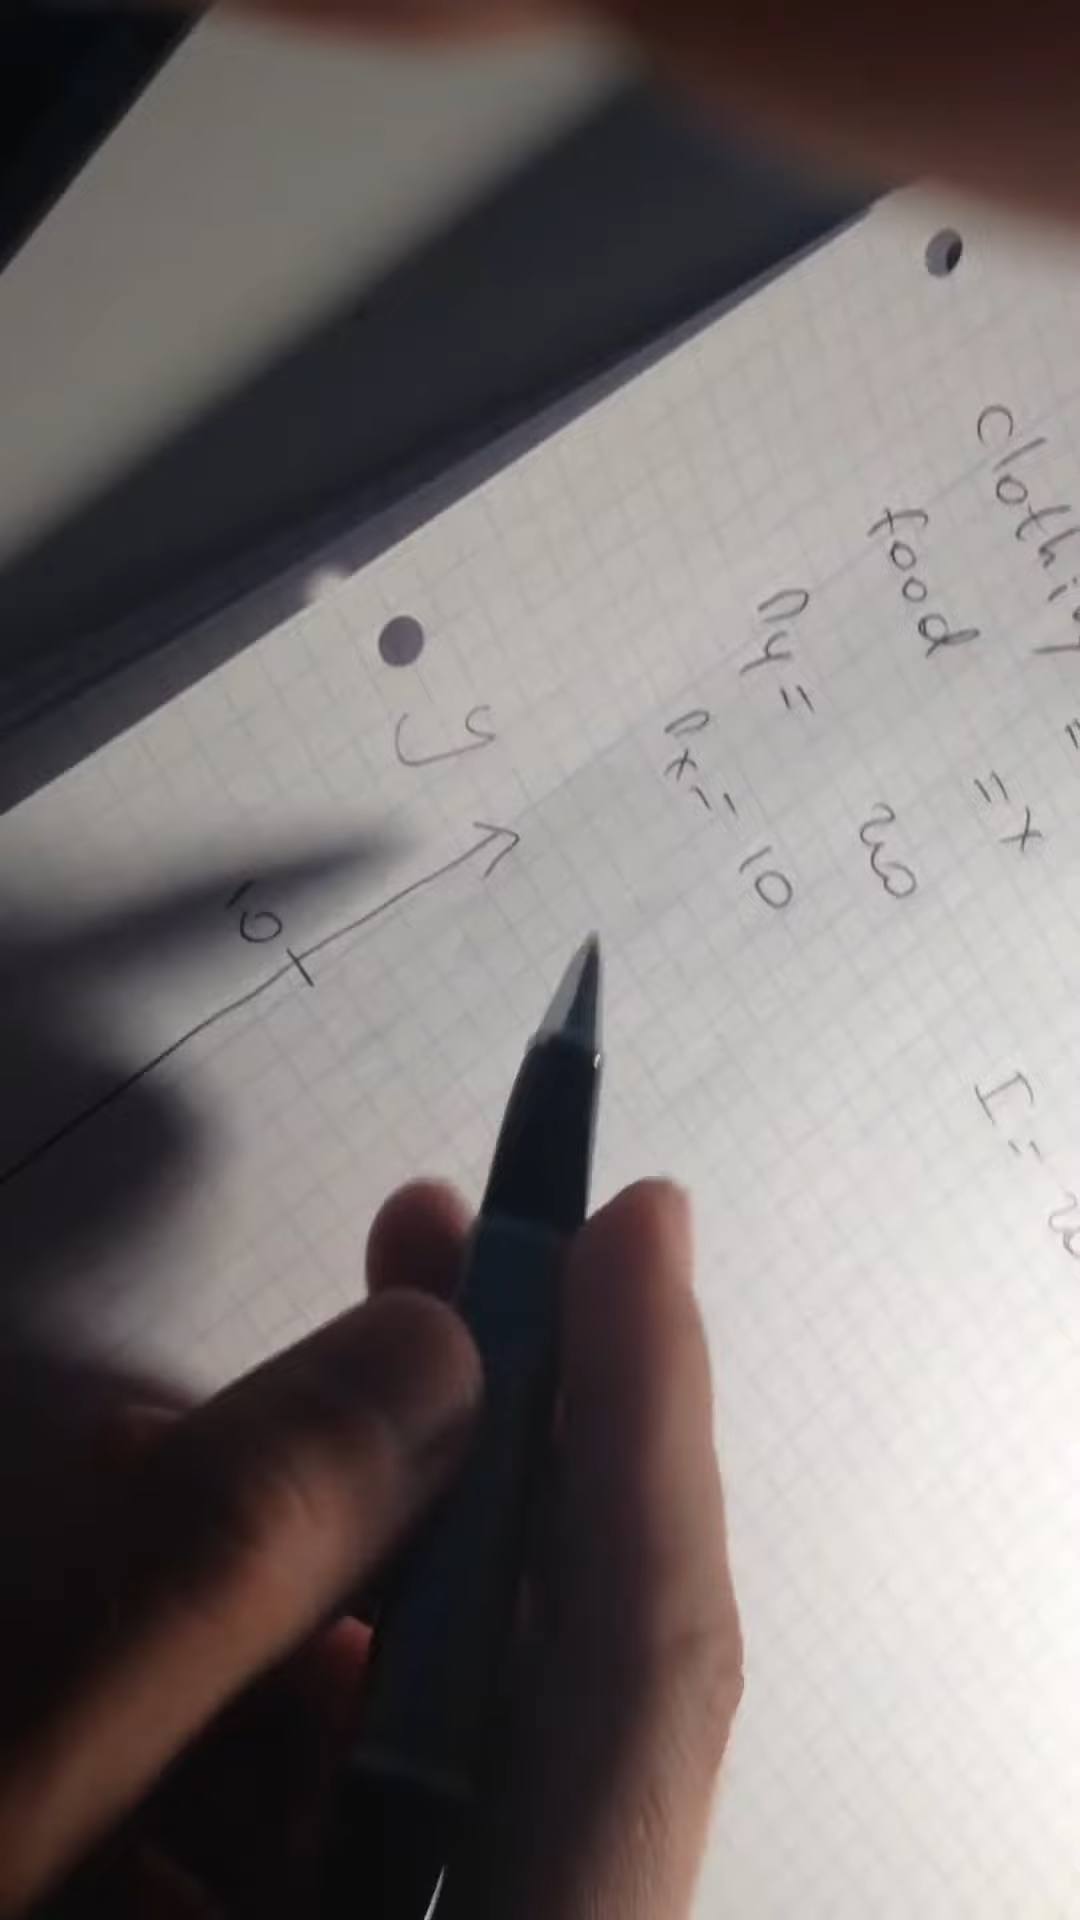 =
food = x
Py = 20
Px = 10
I =
y
10